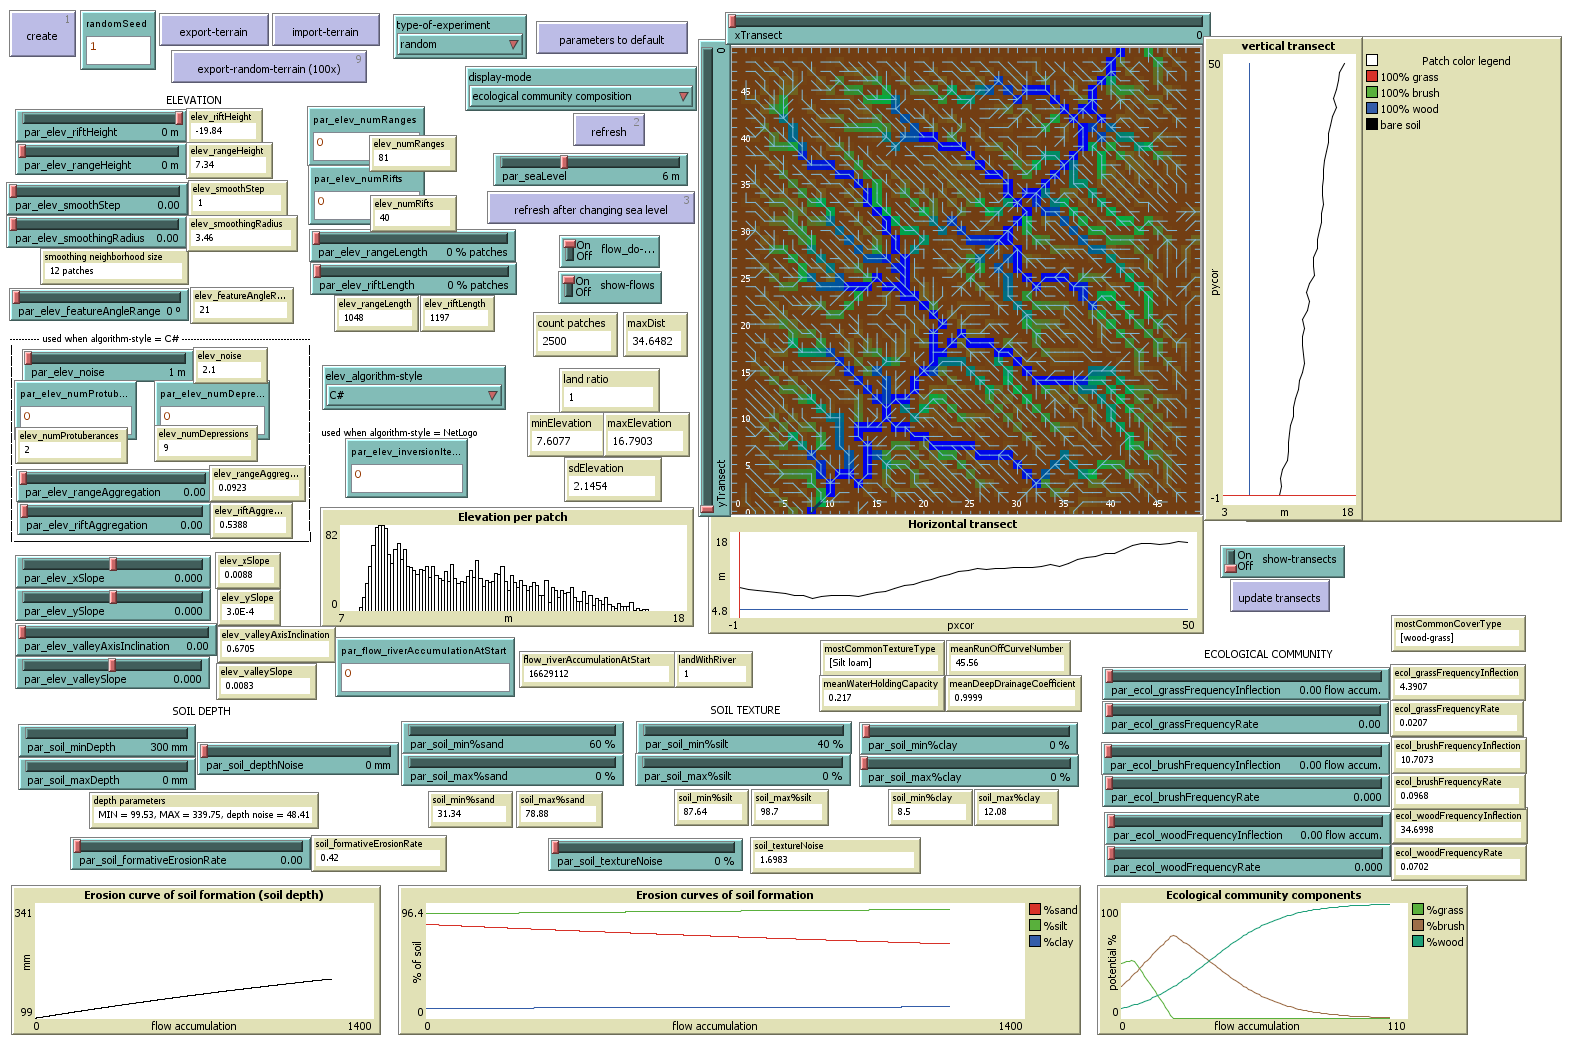 create
1
randomSeed
1
export-terrain
import-terrain
export-random-terrain (100x)
9
type-of-experiment
random
parameters to default
display-mode
ecological community composition
refresh
2
par_seaLevel 6 m
refresh after changing sea level
3
On
Off
flow_do-...
On
Off
show-flows
ELEVATION
par_elev_riftHeight 0 m
elev_riftHeight
-19.84
par_elev_rangeHeight 0 m
elev_rangeHeight
7.34
par_elev_smoothStep 0.00
elev_smoothStep
1
par_elev_smoothingRadius 0.00
elev_smoothingRadius
3.46
smoothing neighborhood size
12 patches
par_elev_featureAngleRange 0 º
elev_featureAngleR...
21
par_elev_numRanges
0
elev_numRanges
81
par_elev_numRifts
0
elev_numRifts
40
par_elev_rangeLength 0 % patches
par_elev_riftLength 0 % patches
elev_rangeLength
1048
elev_riftLength
1197
count patches
2500
maxDist
34.6482
land ratio
1
minElevation
7.6077
maxElevation
16.7903
sdElevation
2.1454
used when algorithm-style = C#
par_elev_noise 1 m
elev_noise
2.1
par_elev_numProtub...
0
elev_numProtuberances
2
par_elev_numDepre...
0
elev_numDepressions
9
par_elev_rangeAggregation 0.00
elev_rangeAggreg...
0.0923
par_elev_riftAggregation 0.00
elev_riftAggre...
0.5388
elev_algorithm-style
C#
used when algorithm-style = NetLogo
par_elev_inversionIte...
0
par_elev_xSlope 0.000
elev_xSlope
0.0088
par_elev_ySlope 0.000
elev_ySlope
3.0E-4
par_elev_valleyAxisInclination 0.00
elev_valleyAxisInclination
0.6705
par_elev_valleySlope 0.000
elev_valleySlope
0.0083
Elevation per patch
82
0
7 m 18
xTransect 0
yTransect
0
45
40
35
30
25
20
15
10
5
0 5 10 15 20 25 30 35 40 45
vertical transect
50
pycor
-1
3 m 18
Patch color legend
100% grass
100% brush
100% wood
bare soil
Horizontal transect
18
m
4.8
-1 pxcor 50
On
Off
show-transects
update transects
par_flow_riverAccumulationAtStart
0
flow_riverAccumulationAtStart
16629112
landWithRiver
1
mostCommonTextureType
[Silt loam]
meanRunOffCurveNumber
45.56
meanWaterHoldingCapacity
0.217
meanDeepDrainageCoefficient
0.9999
SOIL DEPTH
par_soil_minDepth 300 mm
par_soil_maxDepth 0 mm
par_soil_depthNoise 0 mm
depth parameters
MIN = 99.53, MAX = 339.75, depth noise = 48.41
par_soil_formativeErosionRate 0.00
soil_formativeErosionRate
0.42
SOIL TEXTURE
par_soil_min%sand 60 %
par_soil_max%sand 0 %
par_soil_min%silt 40 %
par_soil_max%silt 0 %
par_soil_min%clay 0 %
par_soil_max%clay 0 %
soil_min%sand
31.34
soil_max%sand
78.88
soil_min%silt
87.64
soil_max%silt
98.7
soil_min%clay
8.5
soil_max%clay
12.08
par_soil_textureNoise 0 %
soil_textureNoise
1.6983
ECOLOGICAL COMMUNITY
mostCommonCoverType
[wood-grass]
par_ecol_grassFrequencyInflection 0.00 flow accum.
ecol_grassFrequencyInflection
4.3907
par_ecol_grassFrequencyRate 0.00
ecol_grassFrequencyRate
0.0207
par_ecol_brushFrequencyInflection 0.00 flow accum.
ecol_brushFrequencyInflection
10.7073
par_ecol_brushFrequencyRate 0.000
ecol_brushFrequencyRate
0.0968
par_ecol_woodFrequencyInflection 0.00 flow accum.
ecol_woodFrequencyInflection
34.6998
par_ecol_woodFrequencyRate 0.000
ecol_woodFrequencyRate
0.0702
Erosion curve of soil formation (soil depth)
341
mm
99
0 flow accumulation 1400
Erosion curves of soil formation
96.4
% of soil
0
0 flow accumulation 1400
%sand
%silt
%clay
Ecological community components
100
potential %
0
0 flow accumulation 110
%grass
%brush
%wood